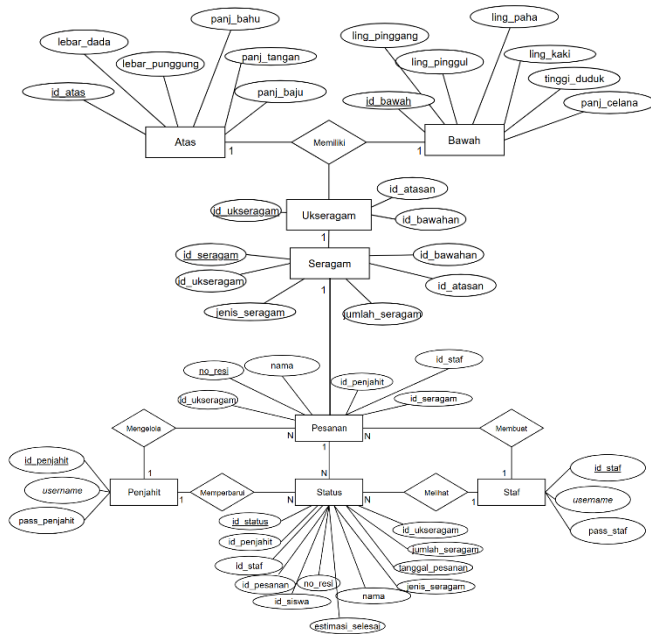 panj_bahu
lebar_dada
lebar_punggung
panj_tangan
id_atas
panj_baju
Atas
1
Memiliki
ling_paha
ling_pinggang
ling_pinggul
ling_kaki
tinggi_duduk
id_bawah
panj_celana
Bawah
1
id_atasan
id_ukseragam
Ukseragam
id_bawahan
1
id_seragam
Seragam
id_bawahan
id_ukseragam
id_atasan
1
jenis_seragam
jumlah_seragam
no_resi
nama
id_staf
id_penjahit
id_ukseragam
id_seragam
Mengelola
N
Pesanan
N
Membuat
1
1
1
N
id_penjahit
username
pass_penjahit
Penjahit
1
Memperbarui
N
Status
N
Melihat
1
Staf
id_staf
username
pass_staf
id_status
id_penjahit
id_staf
id_pesanan
id_siswa
no_resi
estimasi_selesai
nama
id_ukseragam
jumlah_seragam
tanggal_pesanan
jenis_seragam